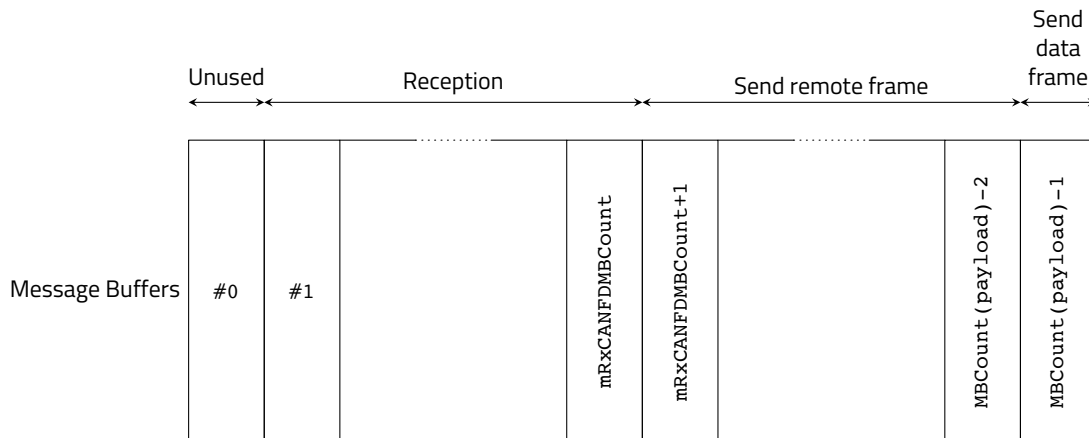 Send
data
frame
Unused
Reception
Send remote frame
Message Buffers
#0
#1
mRxCANFDMBCount
mRxCANFDMBCount+1
MBCount(payload)-2
MBCount(payload)-1